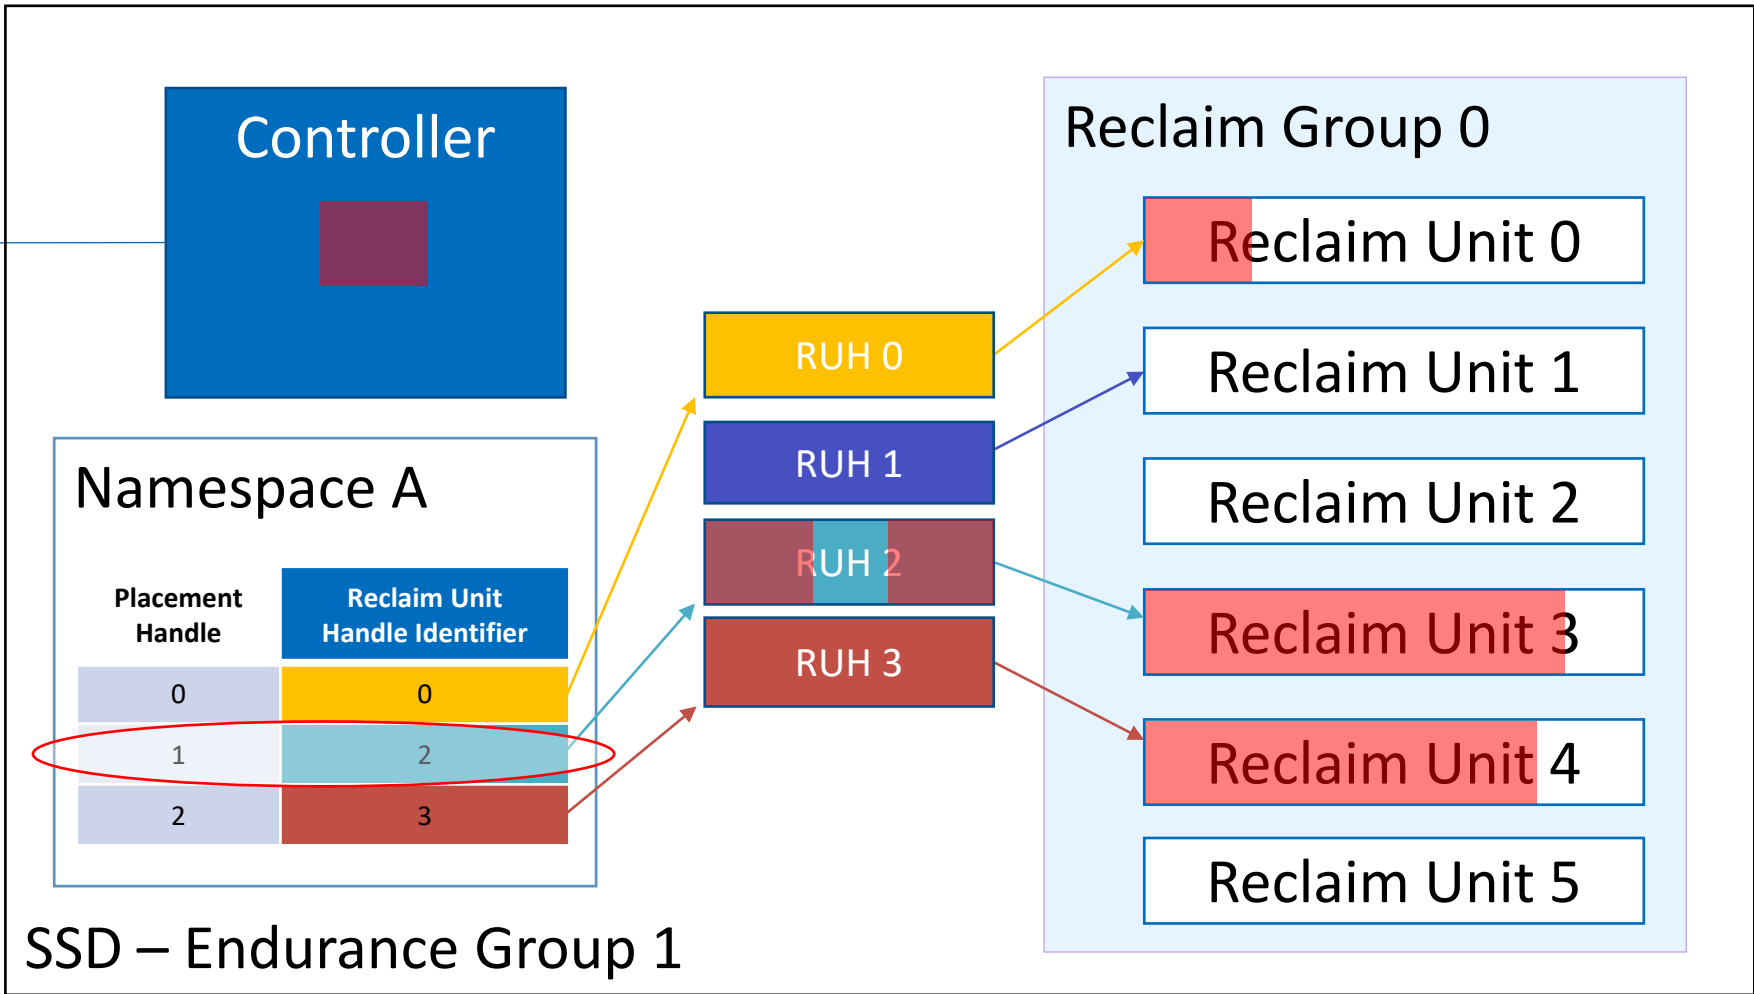 Controller
Reclaim Group 0
Reclaim Unit 0
Reclaim Unit 1
Reclaim Unit 2
Reclaim Unit 3
Reclaim Unit 4
Reclaim Unit 5
RUH 0
RUH 1
RUH 2
RUH 3
Namespace A
Placement
Handle
Reclaim Unit
Handle Identifier
0 0
1 2
2 3
SSD – Endurance Group 1